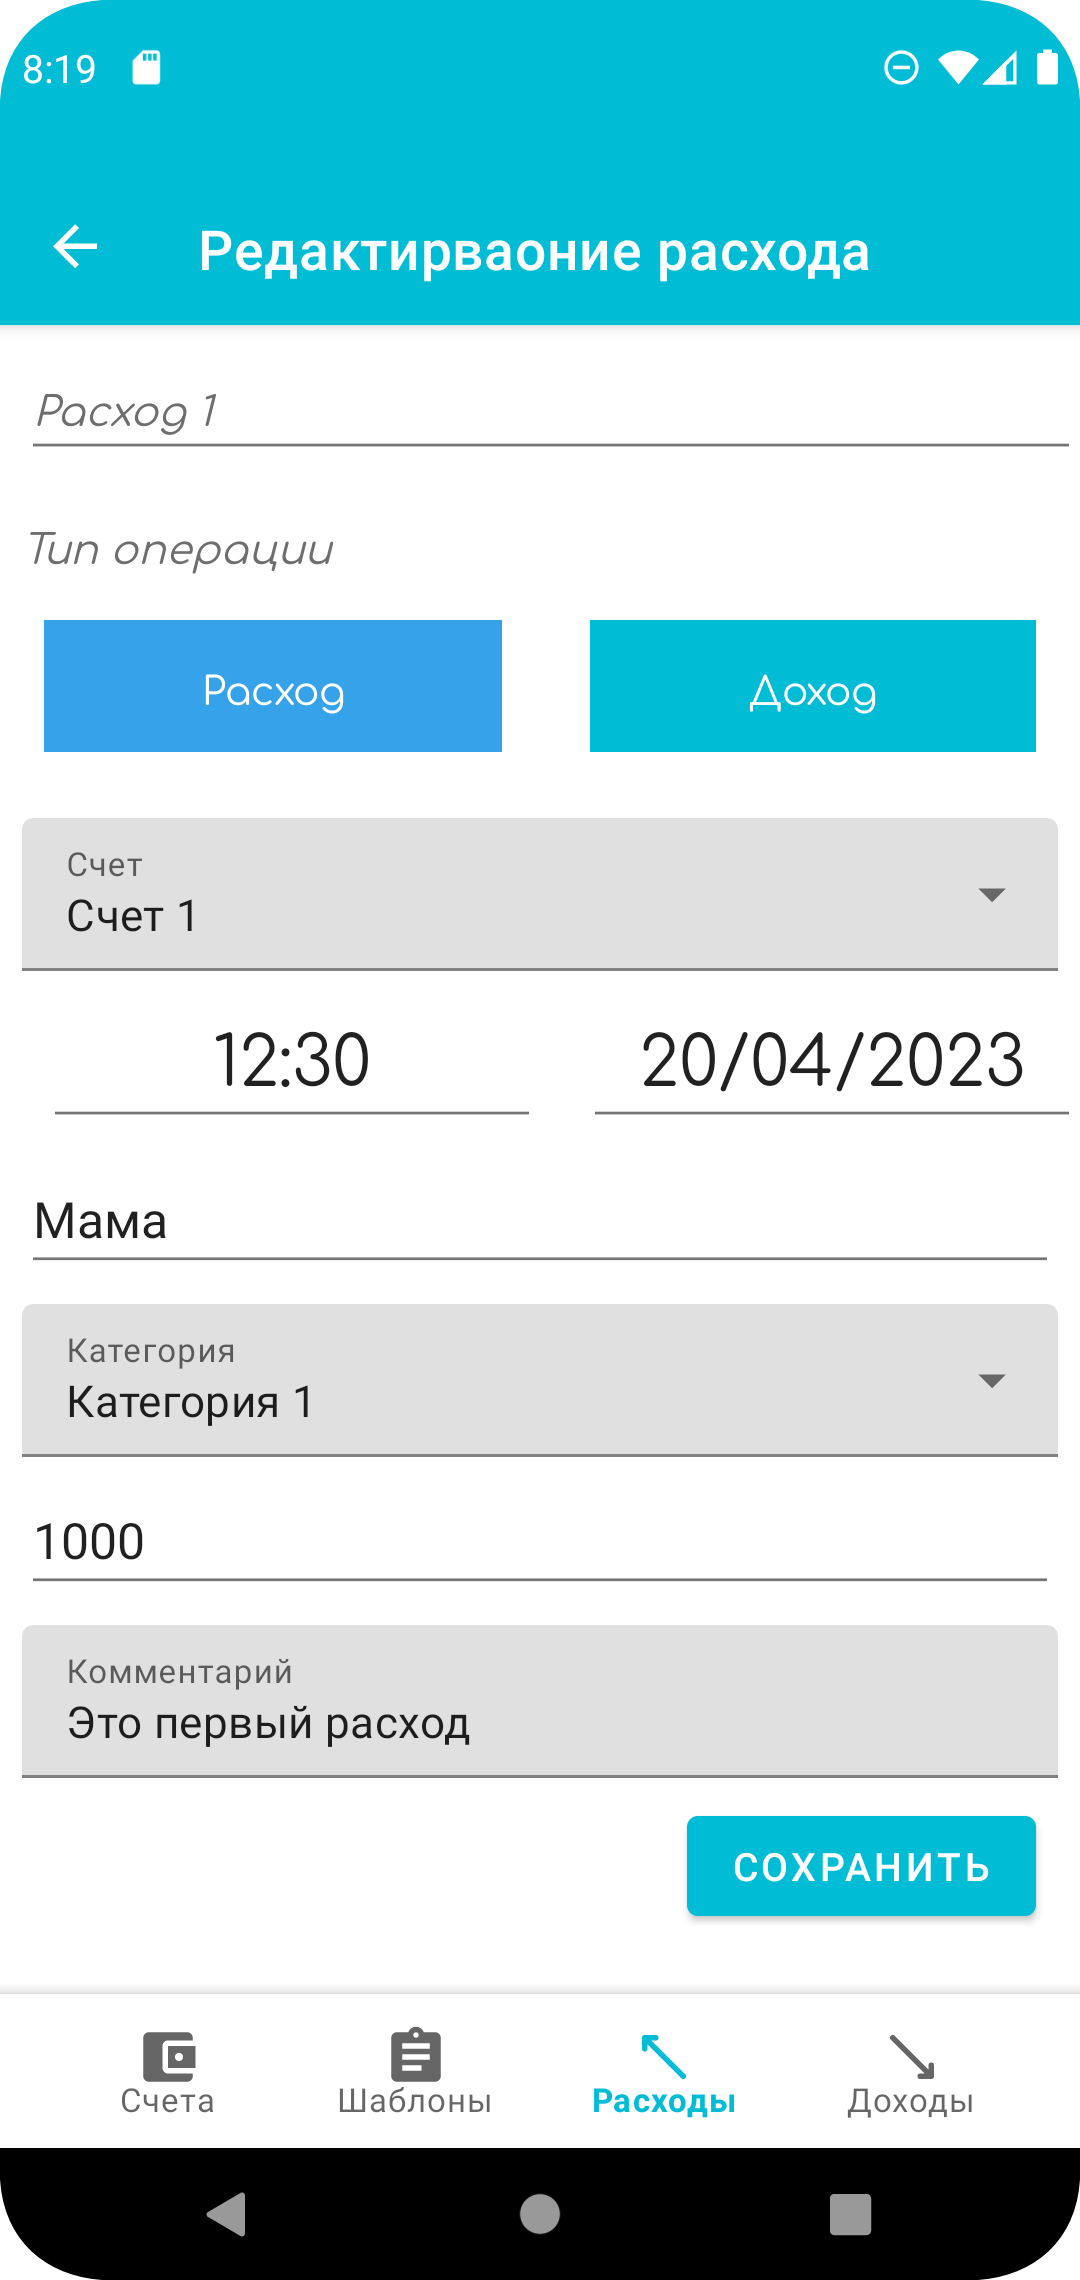 8:19
Редактирваоние расхода
Расход 1
Тип операции
Расход
Доход
Счет
Счет 1
12:30
20/04/2023
Мама
Категория
Категория 1
1000
Комментарий
Это первый расход
СОХРАНИТЬ
Счета
Шаблоны
Расходы
Доходы